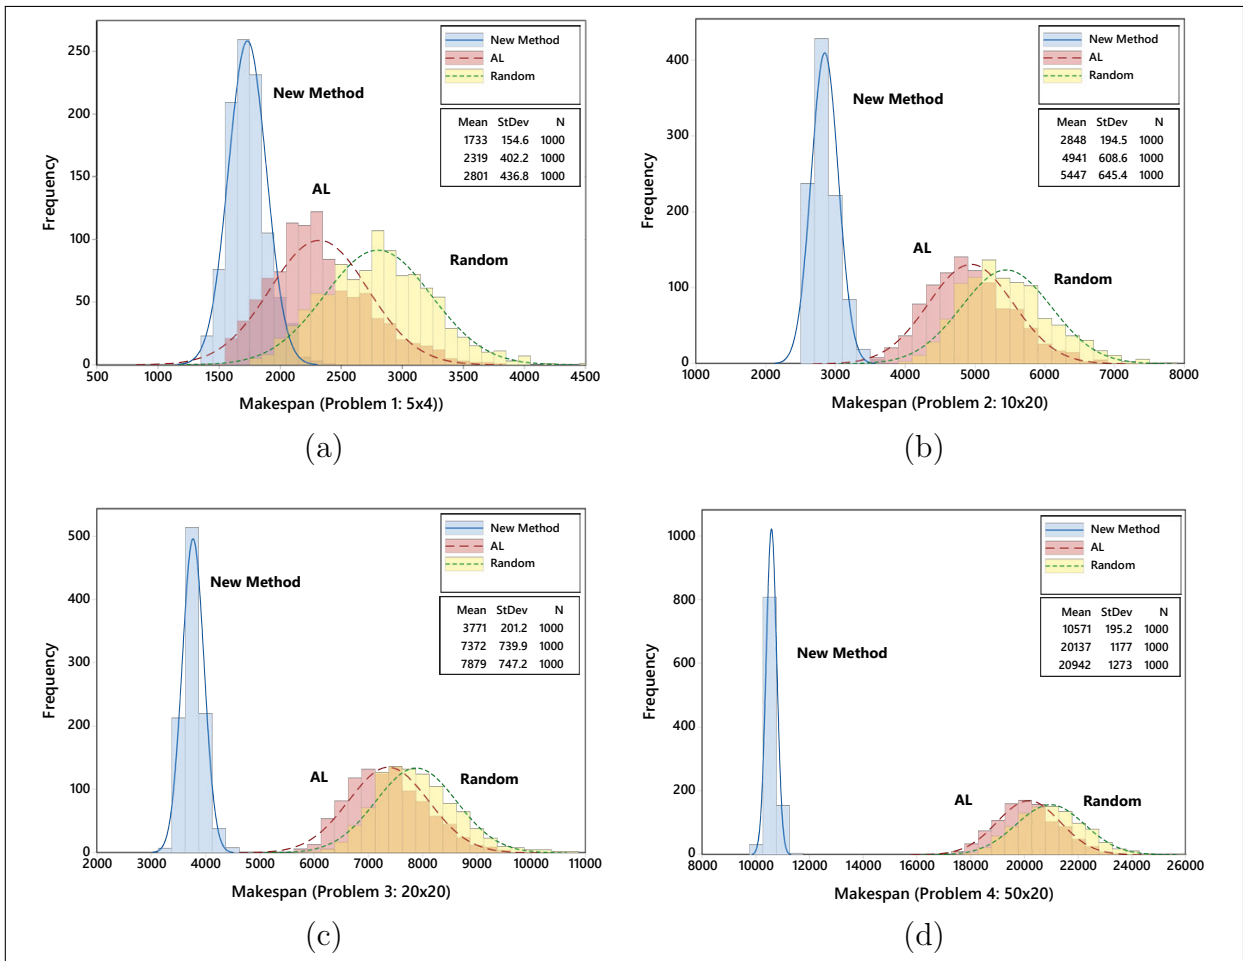 New Method
AL
Random
Mean StDev N
1733 154.6 1000
2319 402.2 1000
2801 436.8 1000
New Method
AL
Random
Frequency
250
200
150
100
50
0
500 1000 1500 2000 2500 3000 3500 4000 4500
Makespan (Problem 1: 5x4))
(a)
New Method
AL
Random
Mean StDev N
2848 194.5 1000
4941 608.6 1000
5447 645.4 1000
New Method
AL
Random
Frequency
400
300
200
100
0
1000 2000 3000 4000 5000 6000 7000 8000
Makespan (Problem 2: 10x20)
(b)
New Method
AL
Random
Mean StDev N
3771 201.2 1000
7372 739.9 1000
7879 747.2 1000
New Method
AL
Random
Frequency
500
400
300
200
100
0
2000 3000 4000 5000 6000 7000 8000 9000 10000 11000
Makespan (Problem 3: 20x20)
(c)
New Method
AL
Random
Mean StDev N
10571 195.2 1000
20137 1177 1000
20942 1273 1000
New Method
AL
Random
Frequency
1000
800
600
400
200
0
8000 10000 12000 14000 16000 18000 20000 22000 24000 26000
Makespan (Problem 4: 50x20)
(d)